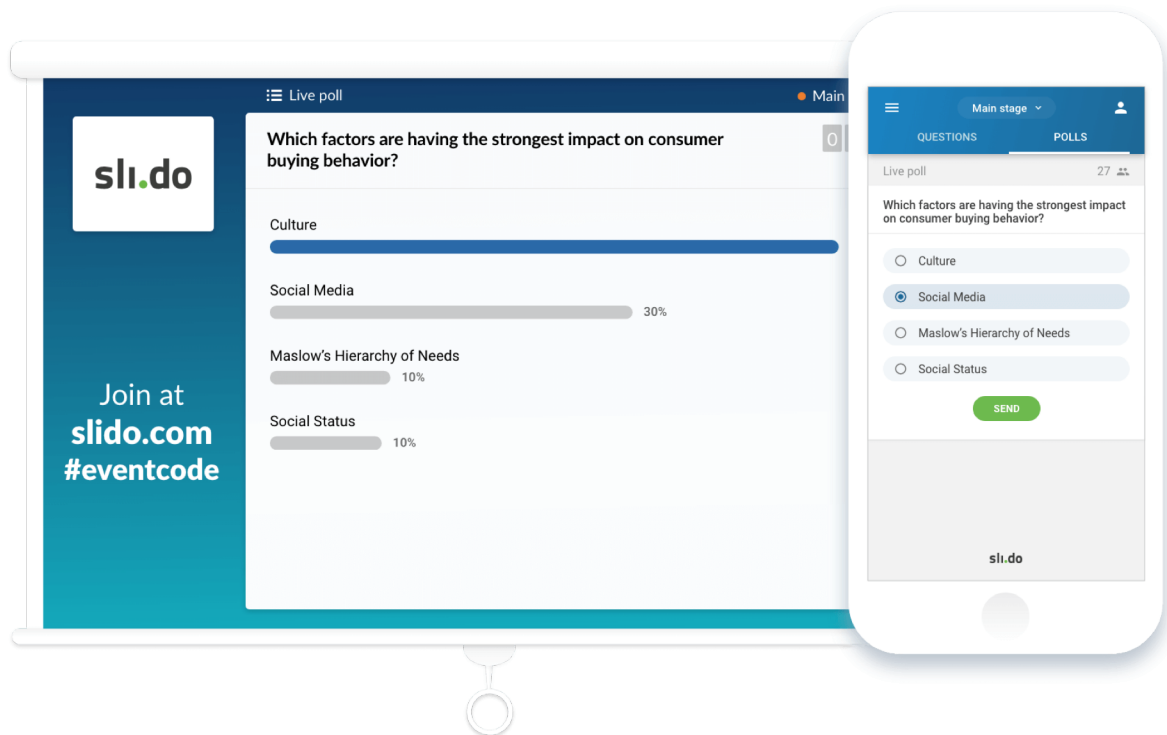 Live poll
Main
sli.do
Which factors are having the strongest impact on consumer
buying behavior?
0
Culture
Social Media
30%
Maslow's Hierarchy of Needs
10%
Social Status
10%
Join at
slido.com
#eventcode
Main stage
QUESTIONS
POLLS
Live poll
27
Which factors are having the strongest impact
on consumer buying behavior?
Culture
Social Media
Maslow's Hierarchy of Needs
Social Status
SEND
sli.do